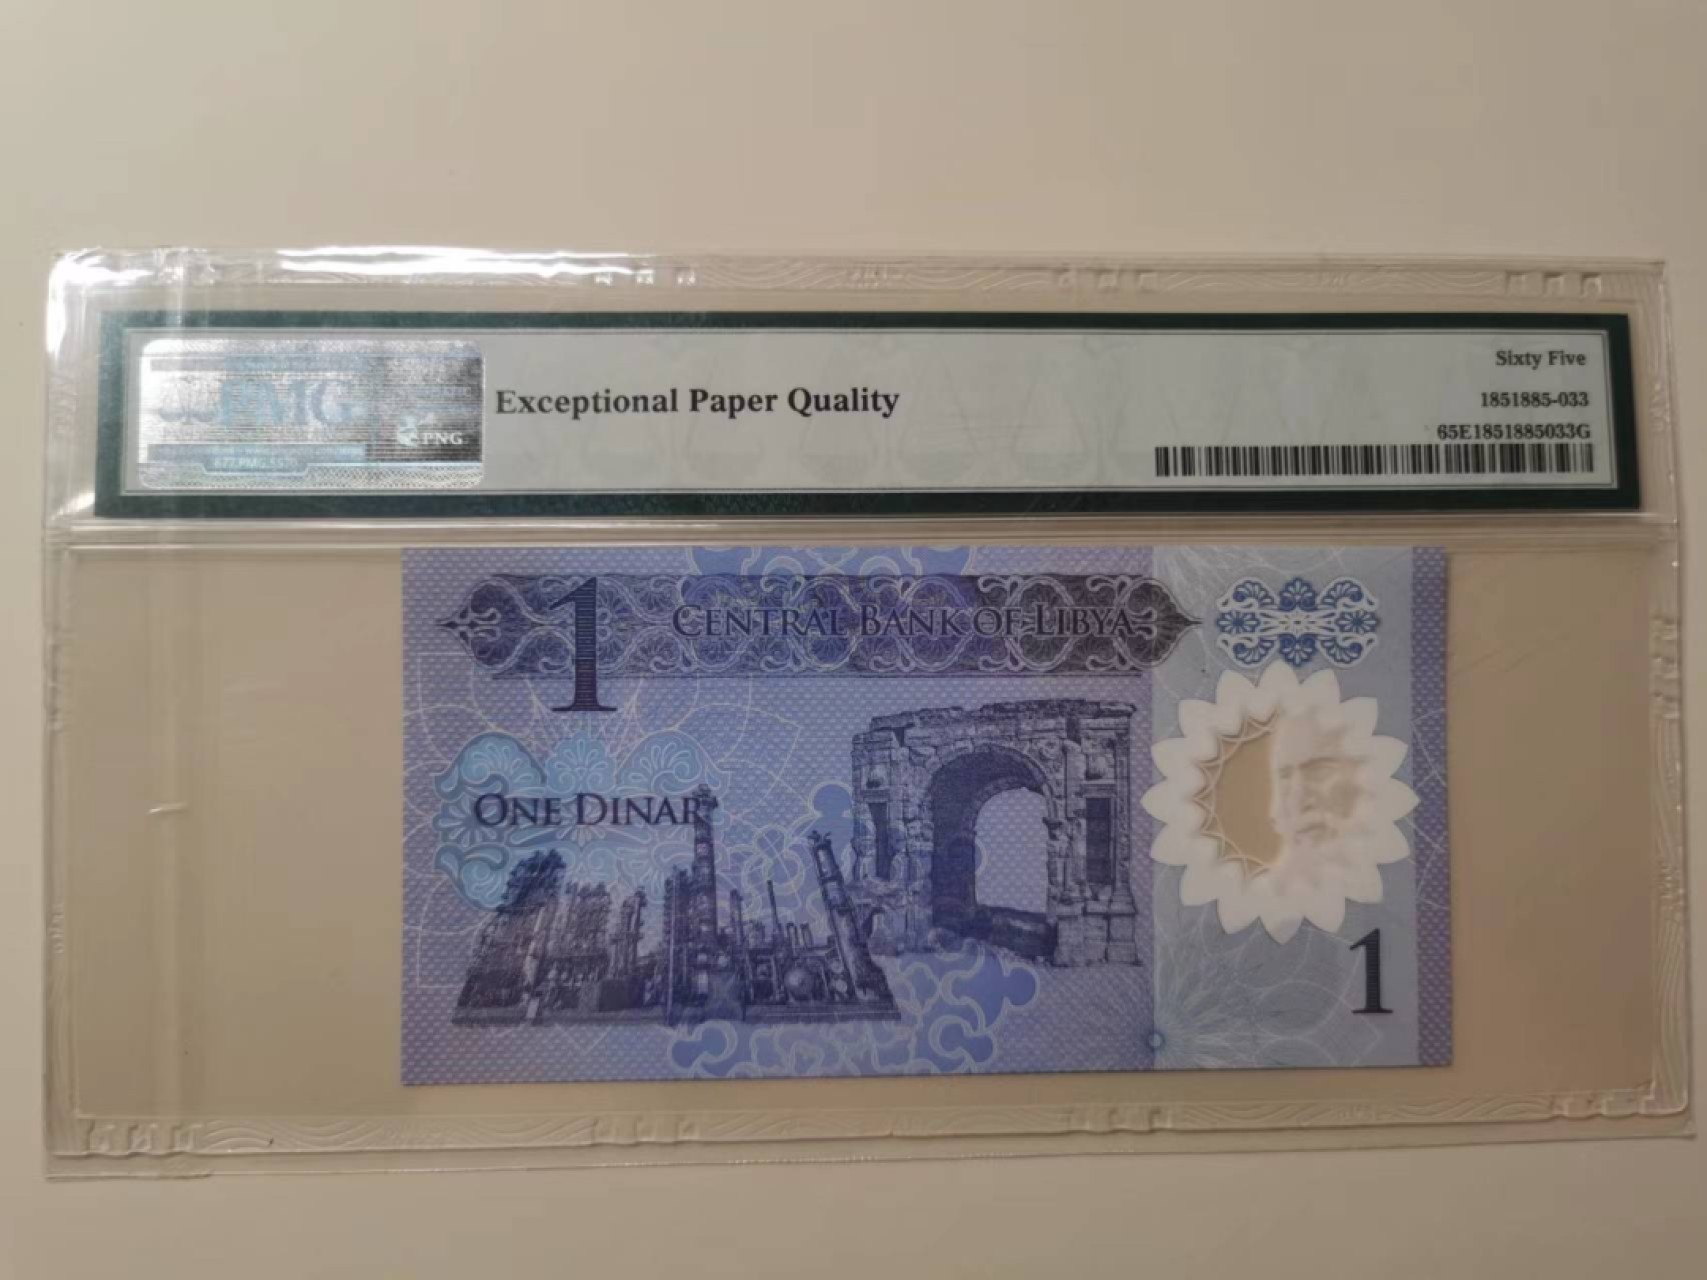 PMG
PNG
Exceptional Paper Quality
Sixty Five
1851885-033
65E1851885033G
1
CENTRAL BANK OF LIBYA
ONE DINAR
1